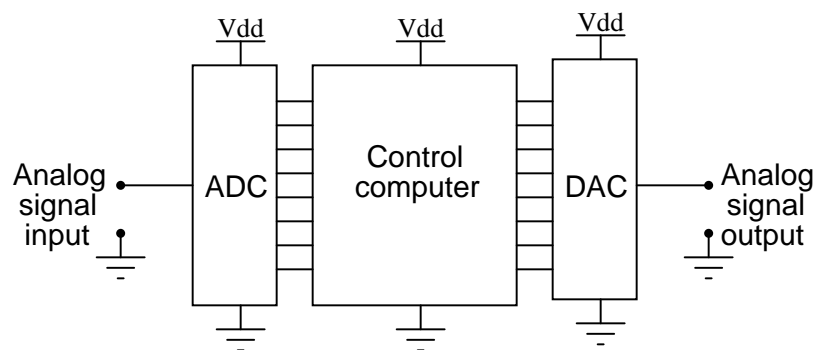 Vdd
Vdd
Vdd
Analog
signal
input
ADC
Control
computer
DAC
Analog
signal
output